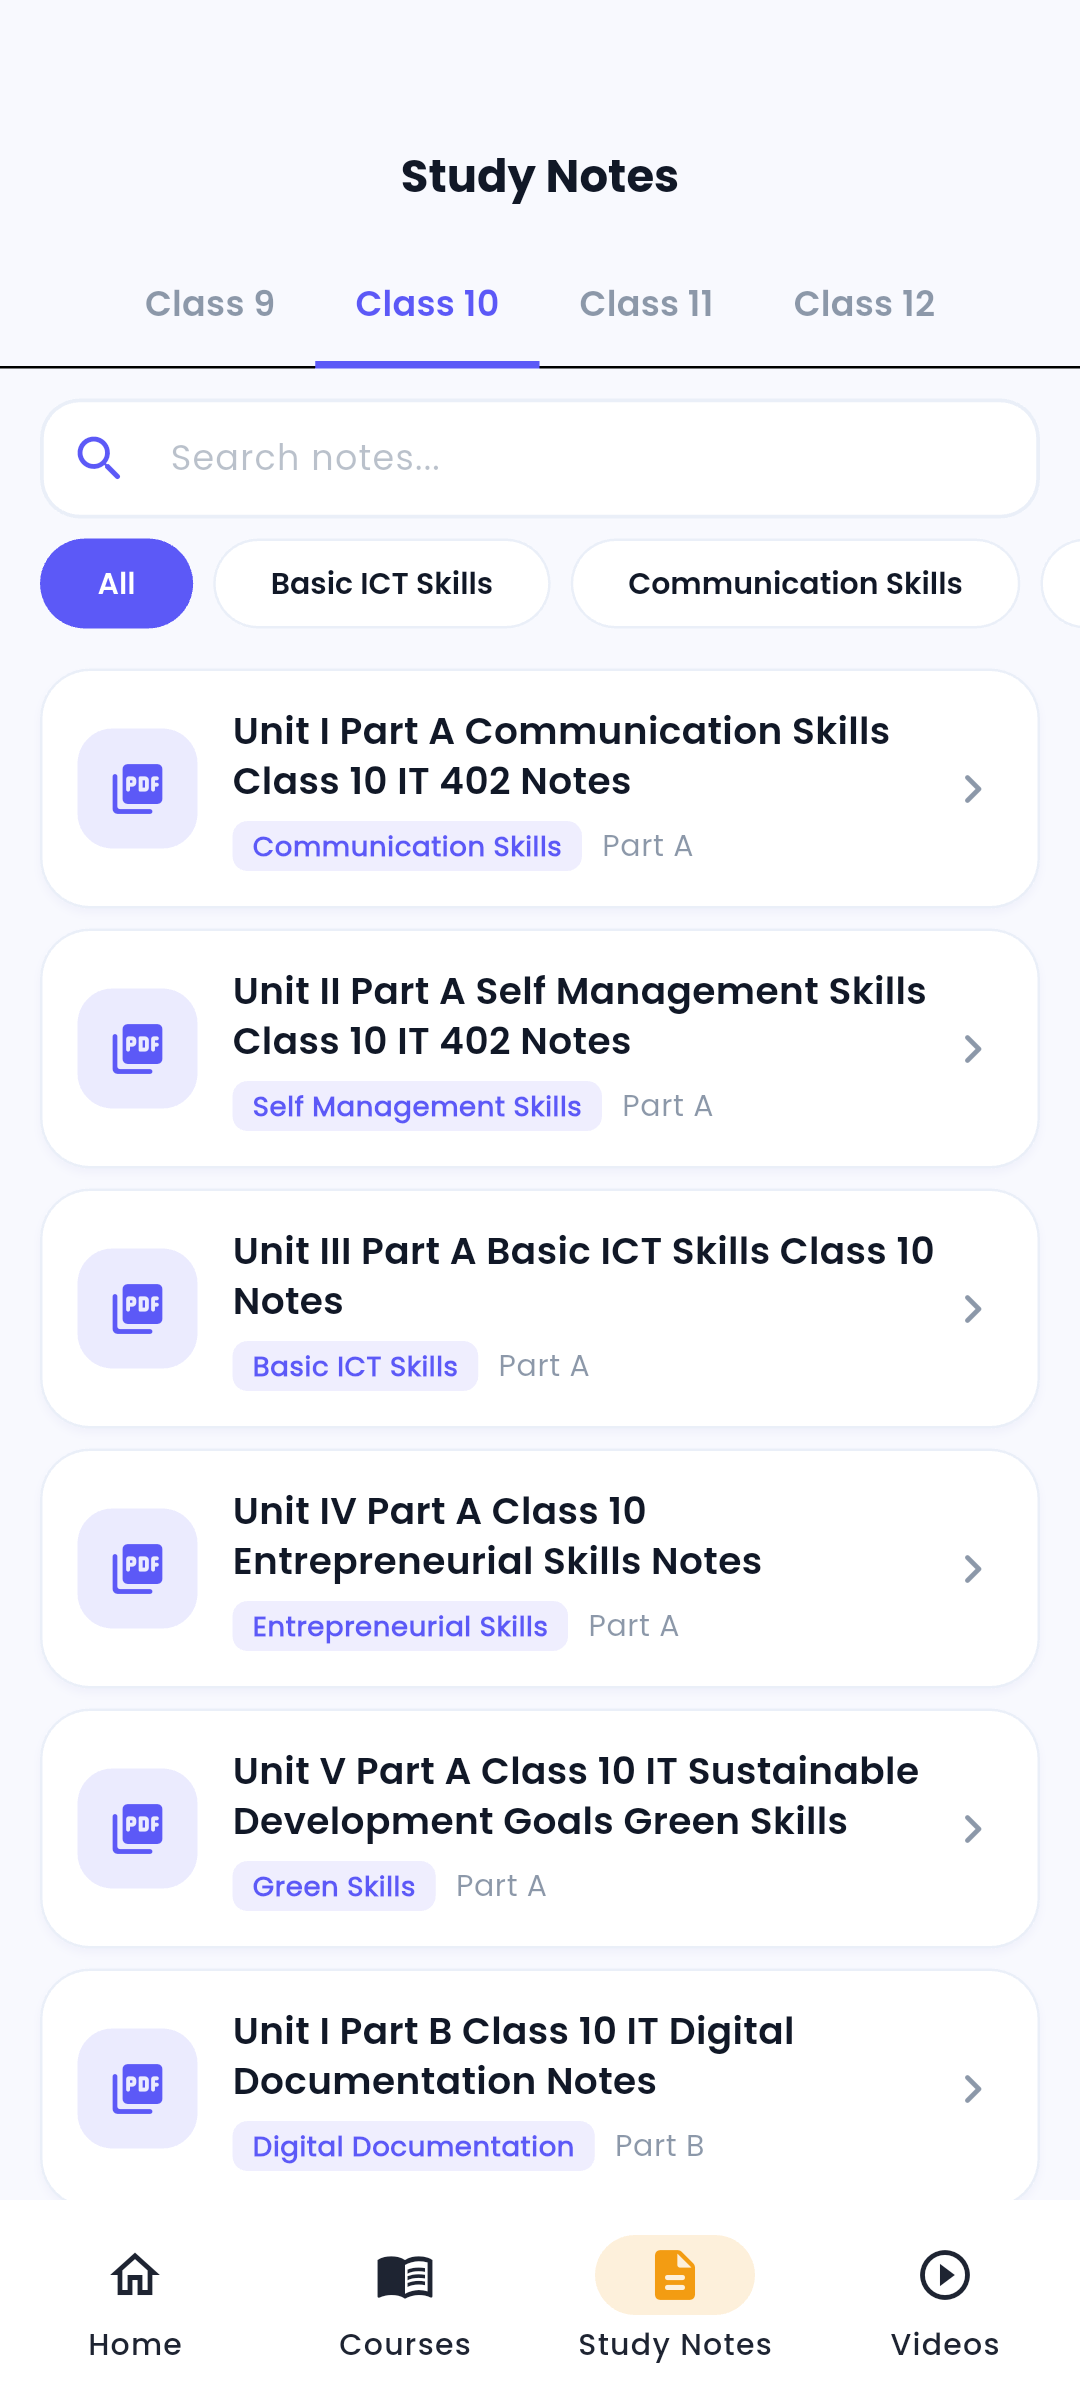 Study Notes
Class 9 Class 10 Class 11 Class 12
Search notes...
All Basic ICT Skills Communication Skills
PDF
Unit I Part A Communication Skills
Class 10 IT 402 Notes
Communication Skills Part A
PDF
Unit II Part A Self Management Skills
Class 10 IT 402 Notes
Self Management Skills Part A
PDF
Unit III Part A Basic ICT Skills Class 10
Notes
Basic ICT Skills Part A
PDF
Unit IV Part A Class 10
Entrepreneurial Skills Notes
Entrepreneurial Skills Part A
PDF
Unit V Part A Class 10 IT Sustainable
Development Goals Green Skills
Green Skills Part A
PDF
Unit I Part B Class 10 IT Digital
Documentation Notes
Digital Documentation Part B
Home Courses Study Notes Videos